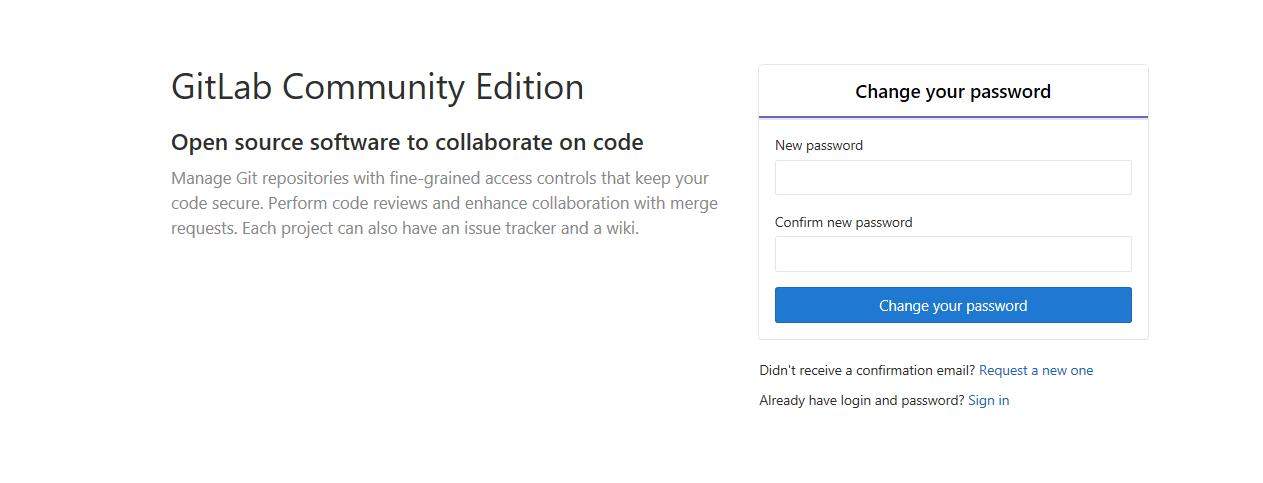 GitLab Community Edition
Open source software to collaborate on code
Manage Git repositories with fine-grained access controls that keep your
code secure. Perform code reviews and enhance collaboration with merge
requests. Each project can also have an issue tracker and a wiki.
Change your password
New password
Confirm new password
Change your password
Didn't receive a confirmation email? Request a new one
Already have login and password? Sign in